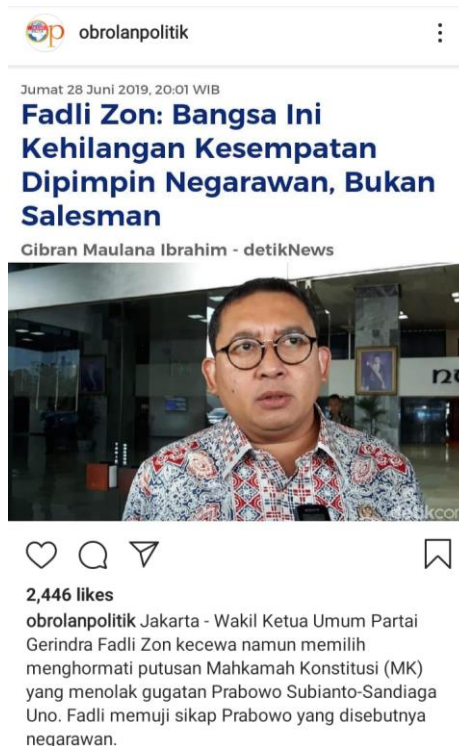 obrolanpolitik
Jumat 28 Juni 2019, 20:01 WIB
Fadli Zon: Bangsa Ini
Kehilangan Kesempatan
Dipimpin Negarawan, Bukan
Salesman
Gibran Maulana Ibrahim - detikNews
detikcom
2,446 likes
obrolanpolitik Jakarta - Wakil Ketua Umum Partai
Gerindra Fadli Zon kecewa namun memilih
menghormati putusan Mahkamah Konstitusi (MK)
yang menolak gugatan Prabowo Subianto-Sandiaga
Uno. Fadli memuji sikap Prabowo yang disebutnya
negarawan.